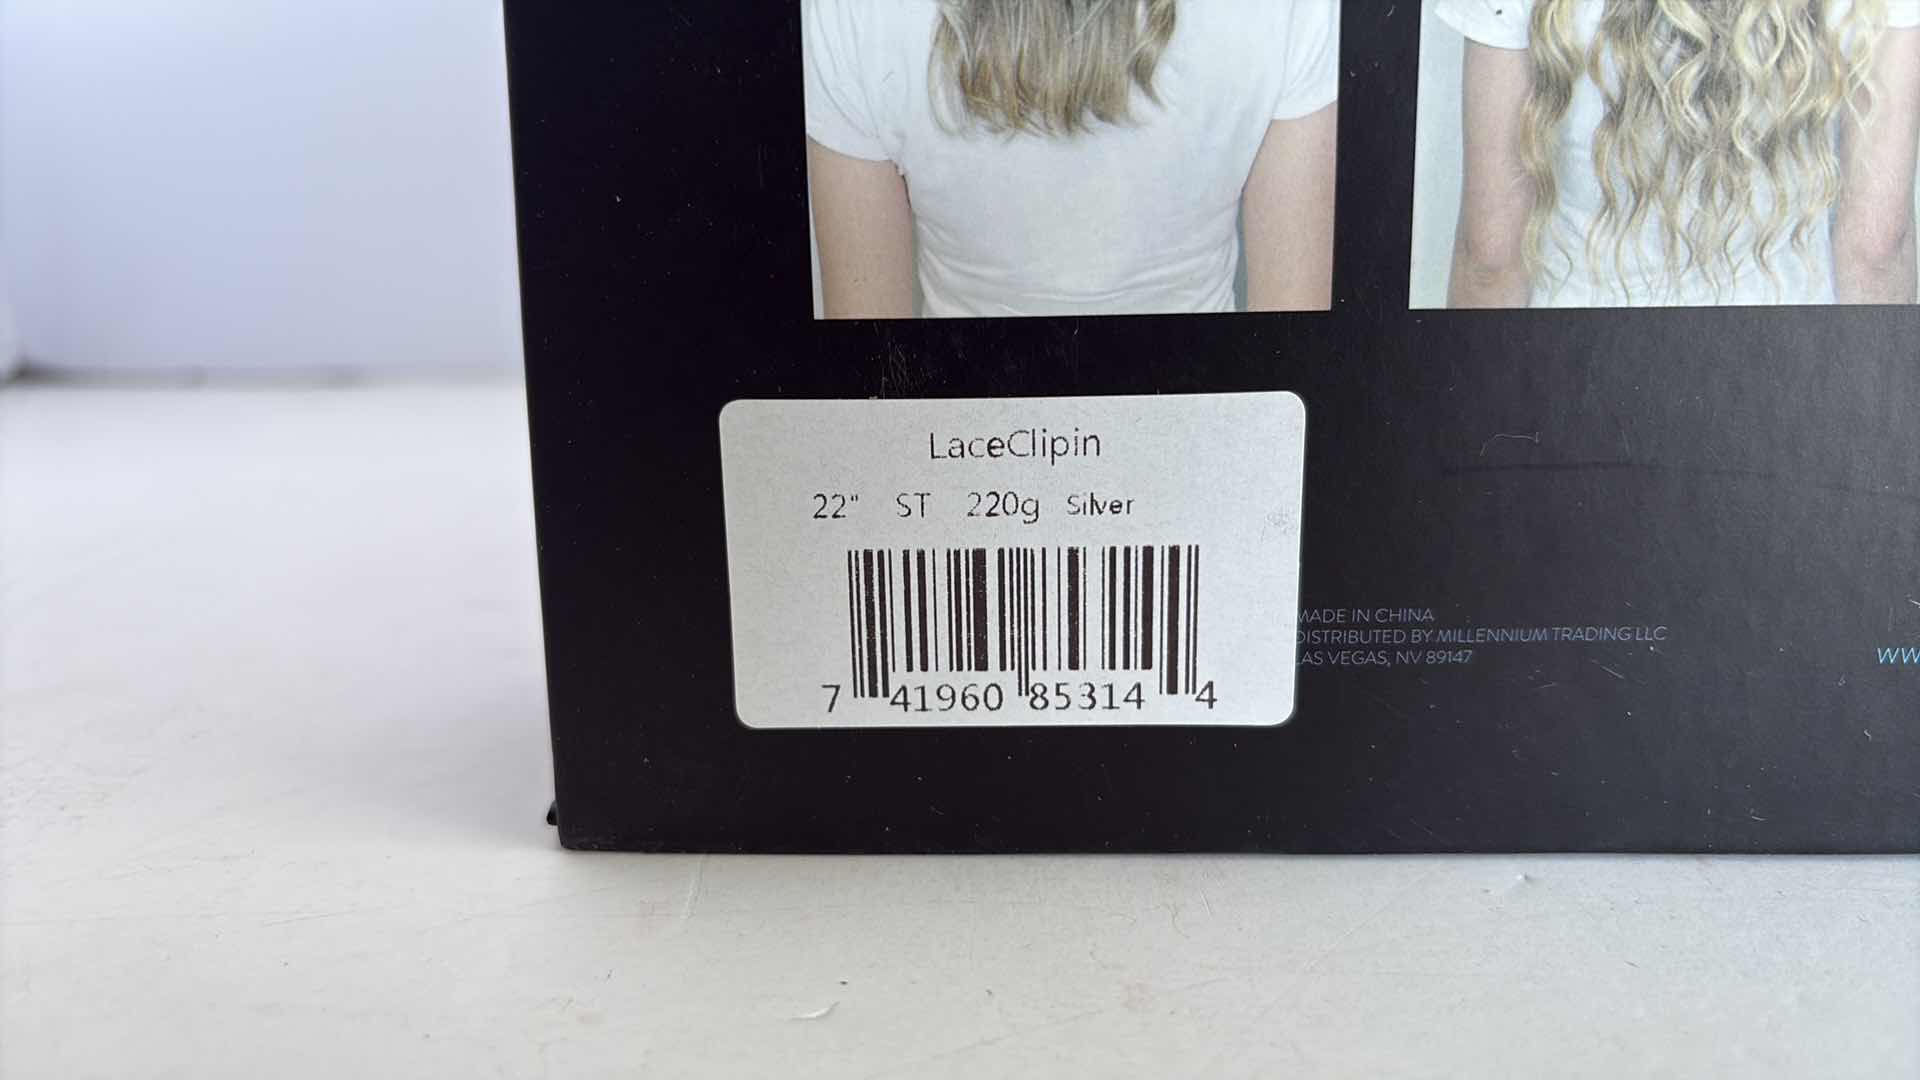 LaceClipin
22" ST 220g Silver
7 41960 85314 4
MADE IN CHINA
DISTRIBUTED BY MILLENNIUM TRADING LLC
LAS VEGAS, NV 89147